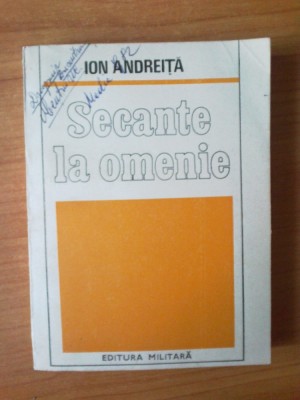 ION ANDREIȚĂ
Secante
la omenie
EDITURA MILITARĂ